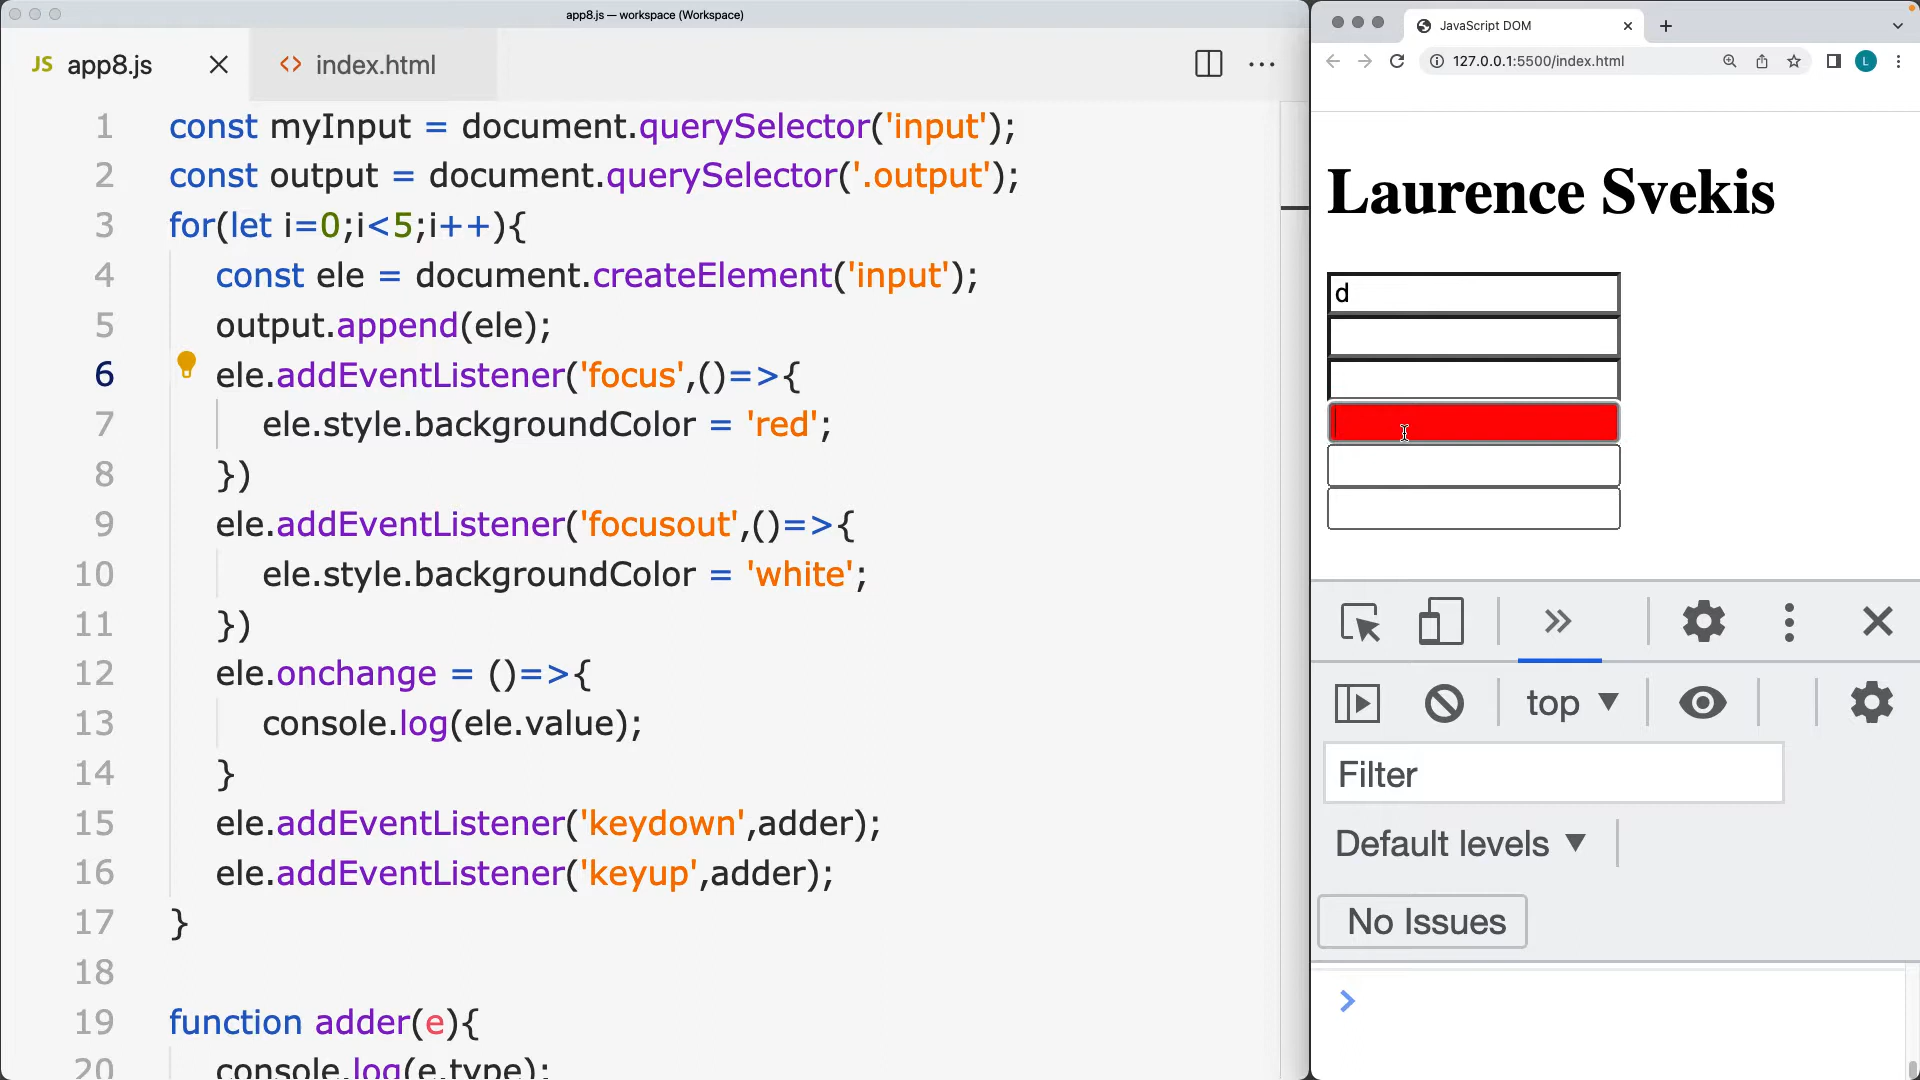 app8.js — workspace (Workspace)
JS app8.js
<> index.html
1 const myInput = document.querySelector('input');
2 const output = document.querySelector('.output');
3 for(let i=0;i<5;i++){
4 const ele = document.createElement('input');
5 output.append(ele);
6 ele.addEventListener('focus',()=>{
7 ele.style.backgroundColor = 'red';
8 })
9 ele.addEventListener('focusout',()=>{
10 ele.style.backgroundColor = 'white';
11 })
12 ele.onchange = ()=>{
13 console.log(ele.value);
14 }
15 ele.addEventListener('keydown',adder);
16 ele.addEventListener('keyup',adder);
17 }
18
19 function adder(e){
20 console.log(e.type);
JavaScript DOM
127.0.0.1:5500/index.html
L
Laurence Svekis
d
top
Filter
Default levels
No Issues